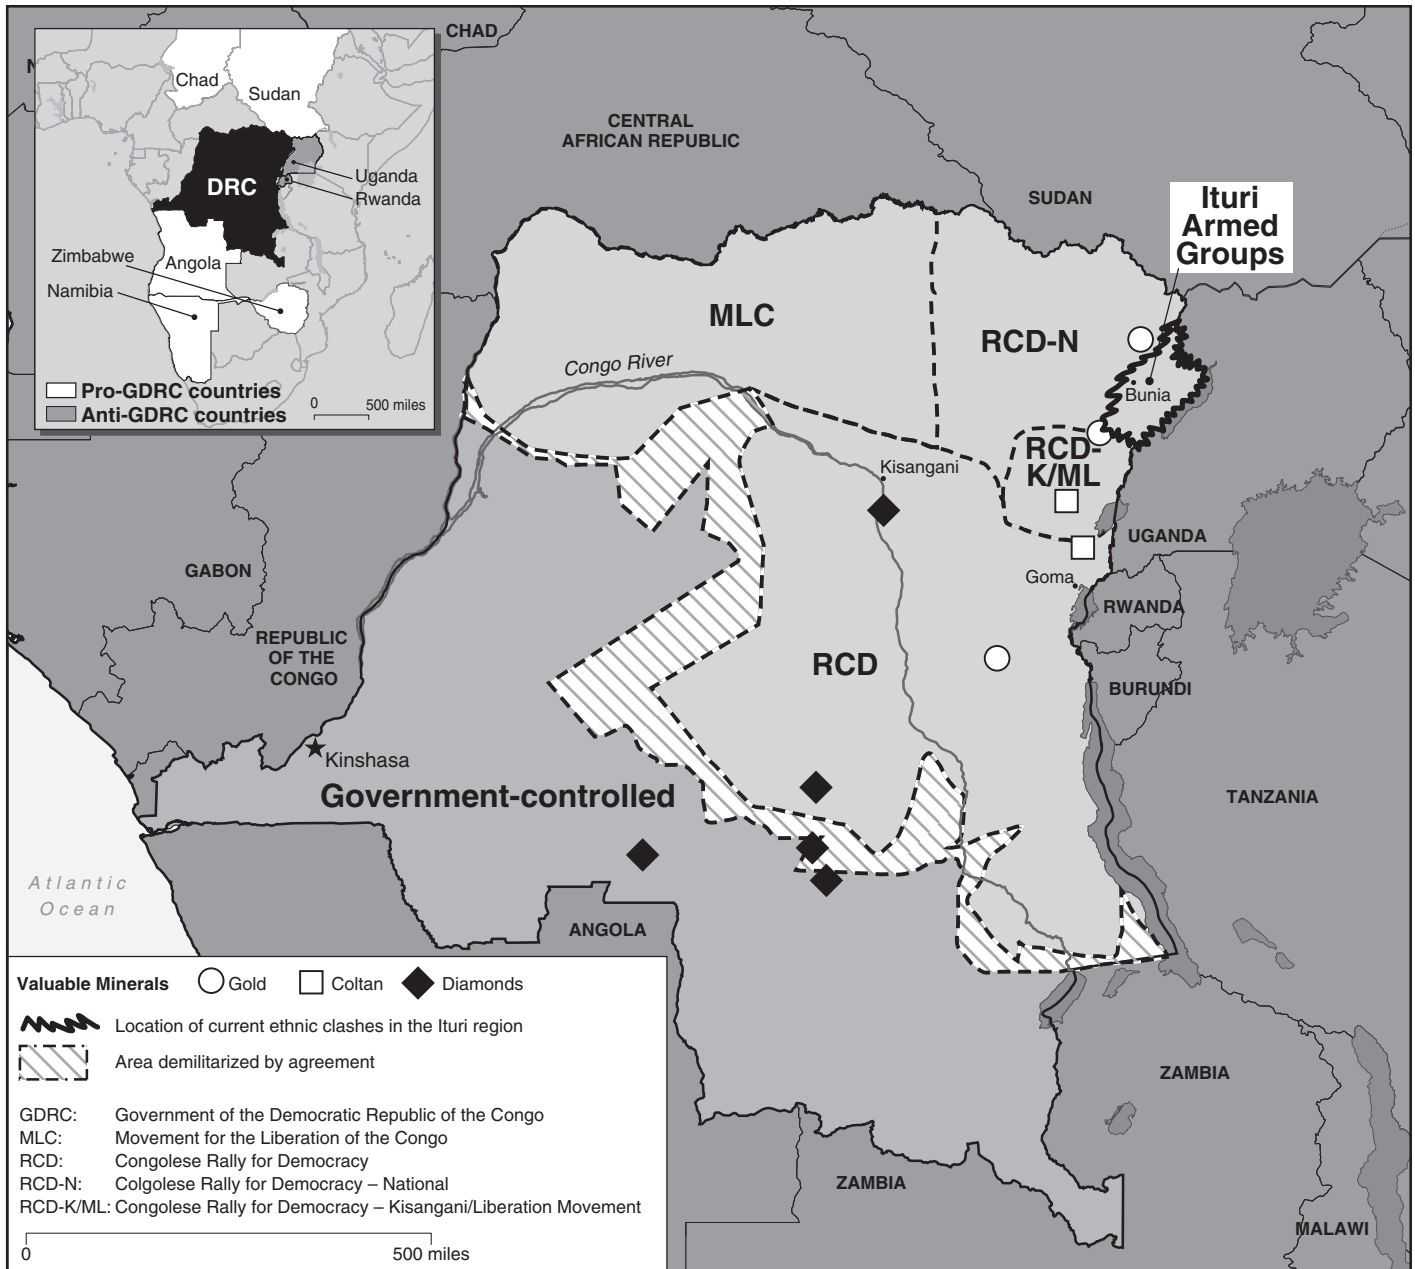 CHAD
N
Chad
Sudan
DRC
Uganda
Rwanda
Zimbabwe
Angola
Namibia
Pro-GDRC countries
Anti-GDRC countries
0 500 miles
CENTRAL
AFRICAN REPUBLIC
SUDAN
Ituri
Armed
Groups
MLC
RCD-N
Congo River
Bunia
RCD-
K/ML
Kisangani
UGANDA
GABON
Goma
RWANDA
REPUBLIC
OF THE
CONGO
RCD
BURUNDI
Kinshasa
Government-controlled
TANZANIA
Atlantic
Ocean
ANGOLA
Valuable Minerals Gold Coltan Diamonds
Location of current ethnic clashes in the Ituri region
Area demilitarized by agreement
ZAMBIA
GDRC: Government of the Democratic Republic of the Congo
MLC: Movement for the Liberation of the Congo
RCD: Congolese Rally for Democracy
RCD-N: Colgolese Rally for Democracy – National
RCD-K/ML: Congolese Rally for Democracy – Kisangani/Liberation Movement
ZAMBIA
MALAWI
0 500 miles